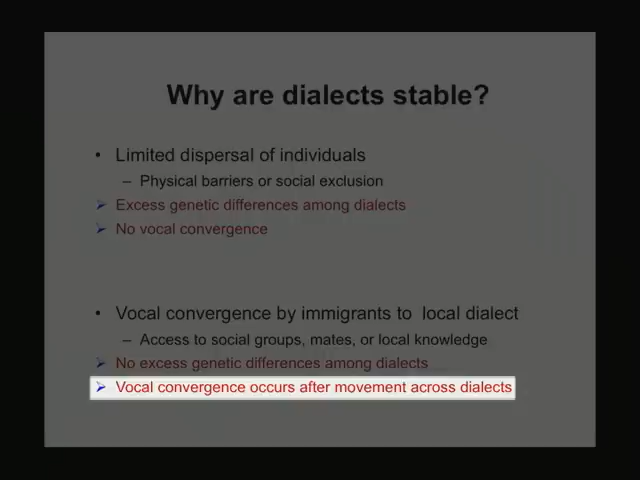 Why are dialects stable?
• Limited dispersal of individuals
– Physical barriers or social exclusion
➢ Excess genetic differences among dialects
➢ No vocal convergence
• Vocal convergence by immigrants to local dialect
– Access to social groups, mates, or local knowledge
➢ No excess genetic differences among dialects
➢ Vocal convergence occurs after movement across dialects